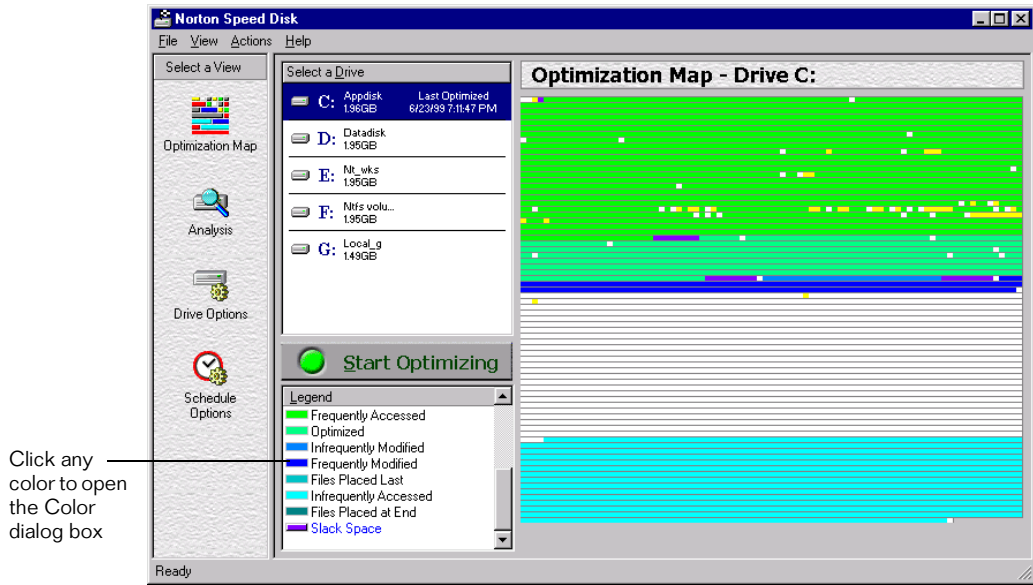 Norton Speed Disk
File View Actions Help
Select a View
Optimization Map
Analysis
Drive Options
Schedule
Options
Select a Drive
C: Appdisk Last Optimized
1.96GB 6/23/99 7:11:47 PM
D: Datadisk
1.95GB
E: Nt_wks
1.95GB
F: Ntfs volu...
1.95GB
G: Local_g
1.49GB
Start Optimizing
Legend
Frequently Accessed
Optimized
Infrequently Modified
Frequently Modified
Files Placed Last
Infrequently Accessed
Files Placed at End
Slack Space
Optimization Map - Drive C:
Click any
color to open
the Color
dialog box
Ready